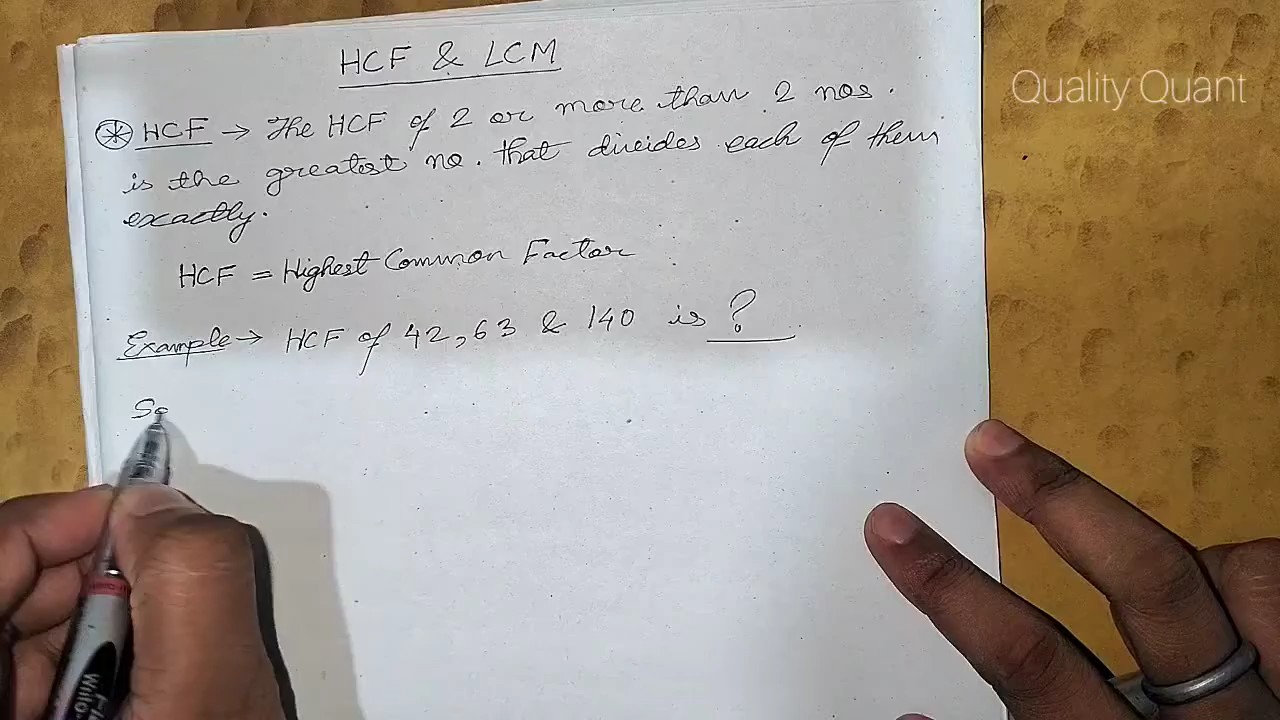 HCF & LCM
Quality Quant
HCF → The HCF of 2 or more than 2 nos.
is the greatest no. that divides each of them
exactly.
HCF = Highest Common Factor
Example → HCF of 42, 63 & 140 is ?
So